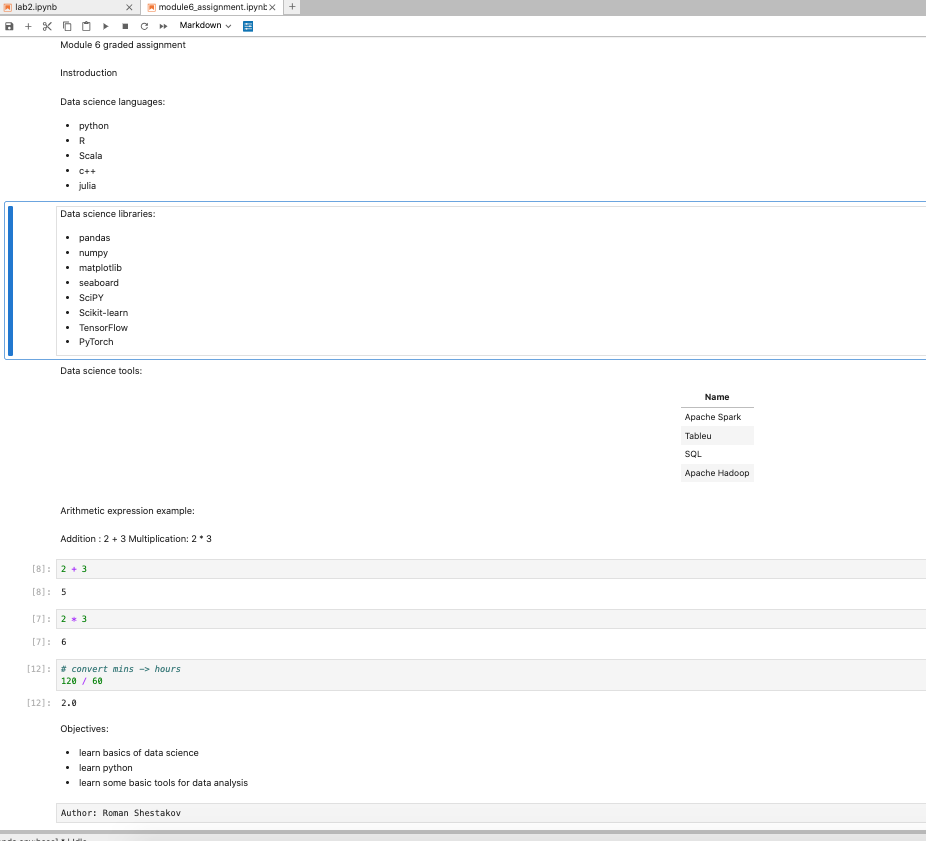 lab2.ipynb
module6_assignment.ipynb
Markdown
Module 6 graded assignment
Instroduction
Data science languages:
python
R
Scala
c++
julia
Data science libraries:
pandas
numpy
matplotlib
seaboard
SciPY
Scikit-learn
TensorFlow
PyTorch
Data science tools:
Name
Apache Spark
Tableu
SQL
Apache Hadoop
Arithmetic expression example:
Addition : 2 + 3 Multiplication: 2 * 3
[8]: 2 + 3
[8]: 5
[7]: 2 * 3
[7]: 6
[12]: # convert mins -> hours
120 / 60
[12]: 2.0
Objectives:
learn basics of data science
learn python
learn some basic tools for data analysis
Author: Roman Shestakov